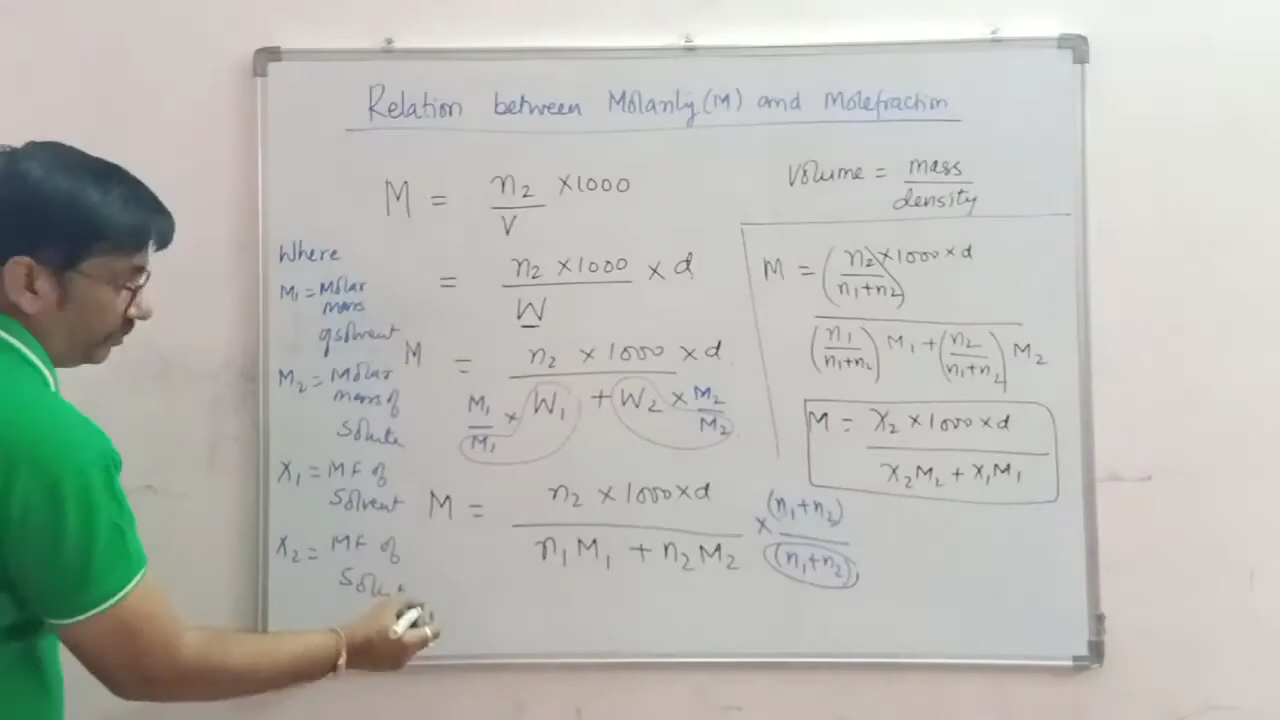 Relation between Molarity (M) and Molefraction
M = n2/V ×1000
= n2 ×1000/W × d
M = n2 × 1000 × d/(M1/M1 × W1 + W2 × M2/M2)
M = n2 × 1000×d/(n1M1 + n2M2) × (n1+n2)/(n1+n2)
Where
M1 = Molar
mass
of solvent
M2 = Molar
mass of
Solute
X1 = MF of
Solvent
X2 = MF of
Volume = mass/density
M = (n2/(n1+n2)) ×1000×d/((n1/(n1+n2)) M1 + (n2/(n1+n2)) M2)
M = X2 ×1000×d/(X2M2 + X1M1)